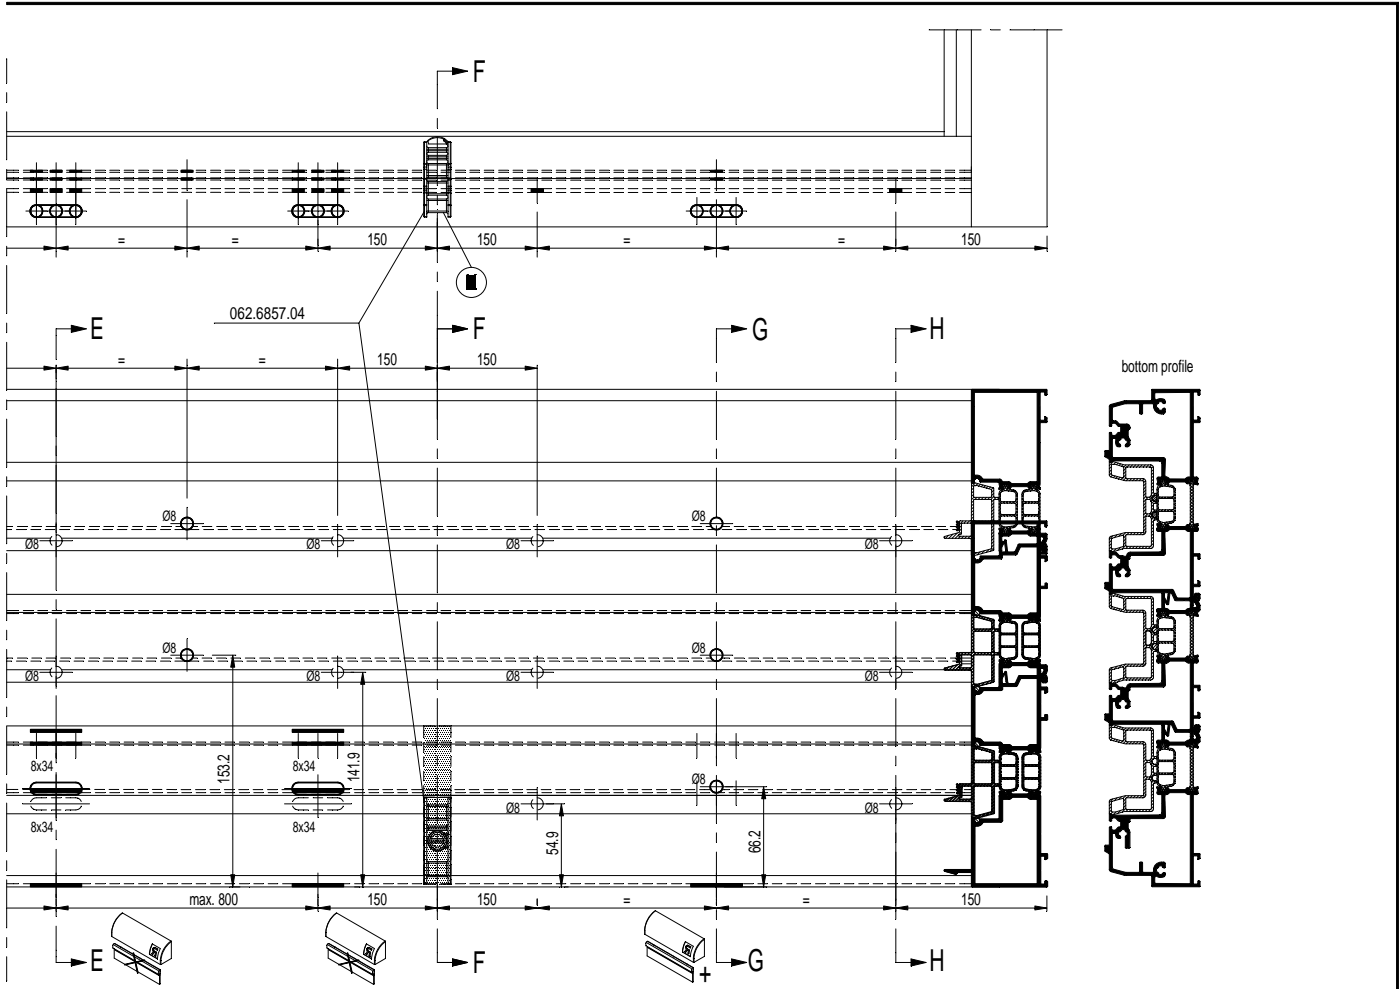 F
= = 150 150 = = 150
062.6857.04
E F G H
= = 150 150
bottom profile
Ø8 Ø8
Ø8 Ø8 Ø8 Ø8
Ø8 Ø8
Ø8 Ø8 Ø8 Ø8
8x34 8x34 153.2 141.9
Ø8
Ø8 Ø8
8x34 8x34 54.9 66.2
max. 800 150 150 = = 150
E F + G H